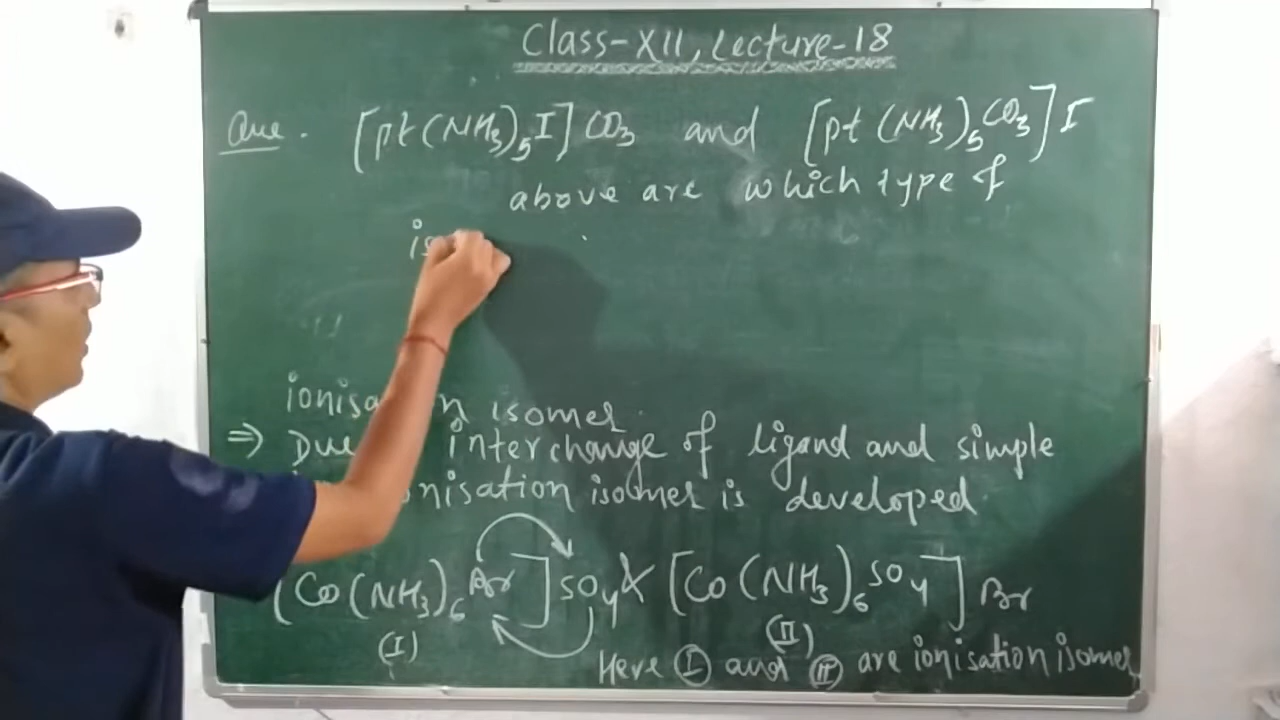 Class-XII, Lecture-18
Que. [pt(NH3)5I]CO3 and [pt(NH3)5CO3]I
above are which type of
is
isomer.
⇒ Due interchange of ligand and simple
isomer is developed.
[Co(NH3)6Br]SO4 & [Co(NH3)6SO4]Br
(I) (II)
Here (I) and (II) are ionisation isomer